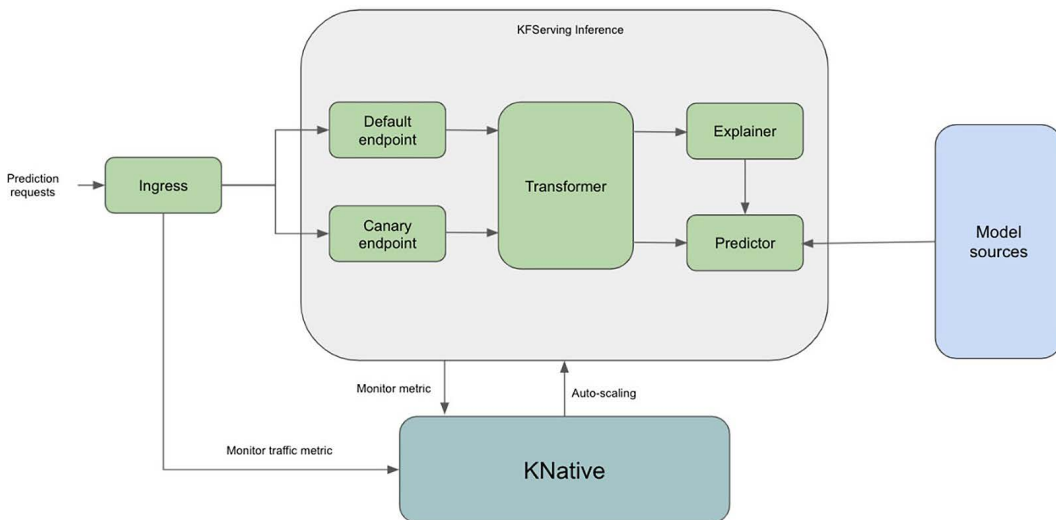 KFServing Inference
Default
endpoint
Explainer
Prediction
requests
Ingress
Transformer
Canary
endpoint
Predictor
Model
sources
Monitor metric
Auto-scaling
Monitor traffic metric
KNative